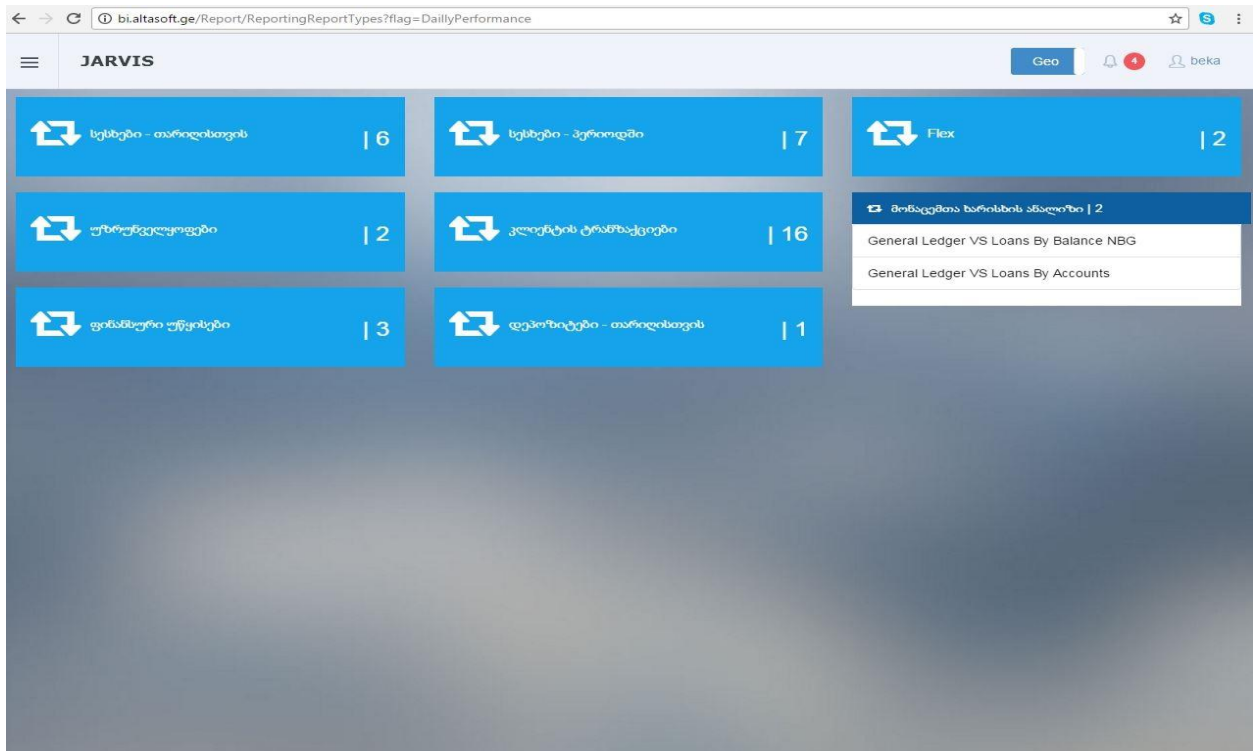 bi.altasoft.ge/Report/ReportingReportTypes?flag=DaillyPerformance
JARVIS
Geo
4
beka
სესხები - თარიღისთვის | 6
სესხები - პერიოდში | 7
Flex | 2
უზრუნველყოფები | 2
კლიენტის ტრანზაქციები | 16
მონაცემთა ხარისხის ანალიზი | 2
General Ledger VS Loans By Balance NBG
General Ledger VS Loans By Accounts
ფინანსური უწყისები | 3
დეპოზიტები - თარიღისთვის | 1